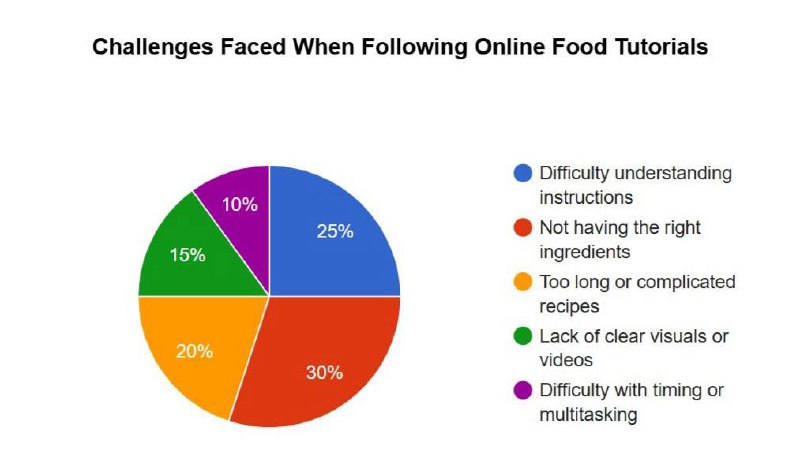 Challenges Faced When Following Online Food Tutorials
10%
25%
15%
20%
30%
Difficulty understanding
instructions
Not having the right
ingredients
Too long or complicated
recipes
Lack of clear visuals or
videos
Difficulty with timing or
multitasking